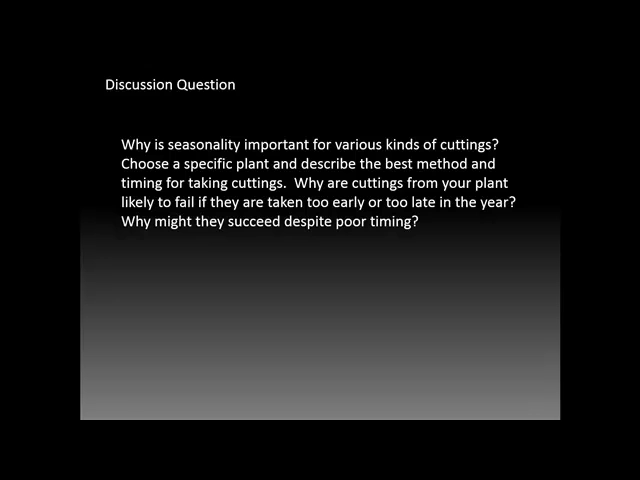 Discussion Question
Why is seasonality important for various kinds of cuttings?
Choose a specific plant and describe the best method and
timing for taking cuttings.  Why are cuttings from your plant
likely to fail if they are taken too early or too late in the year?
Why might they succeed despite poor timing?